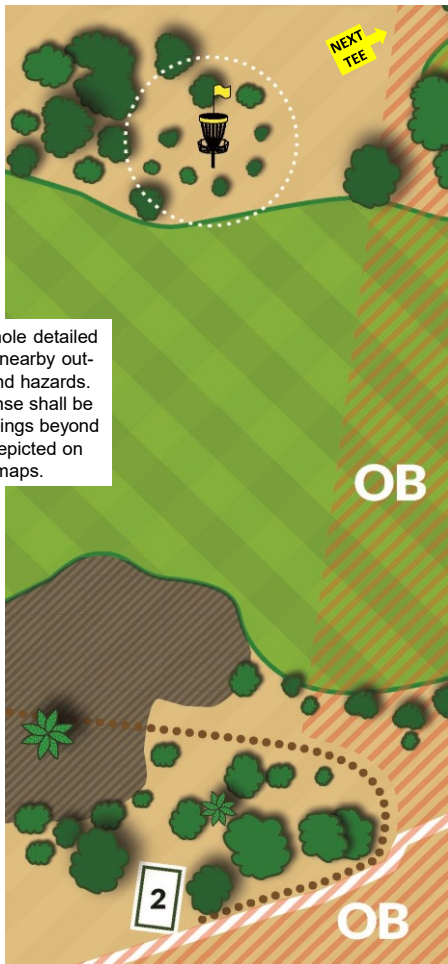 NEXT
TEE
hole detailed
nearby out-
nd hazards.
nse shall be
ings beyond
epicted on
maps.
OB
2
OB